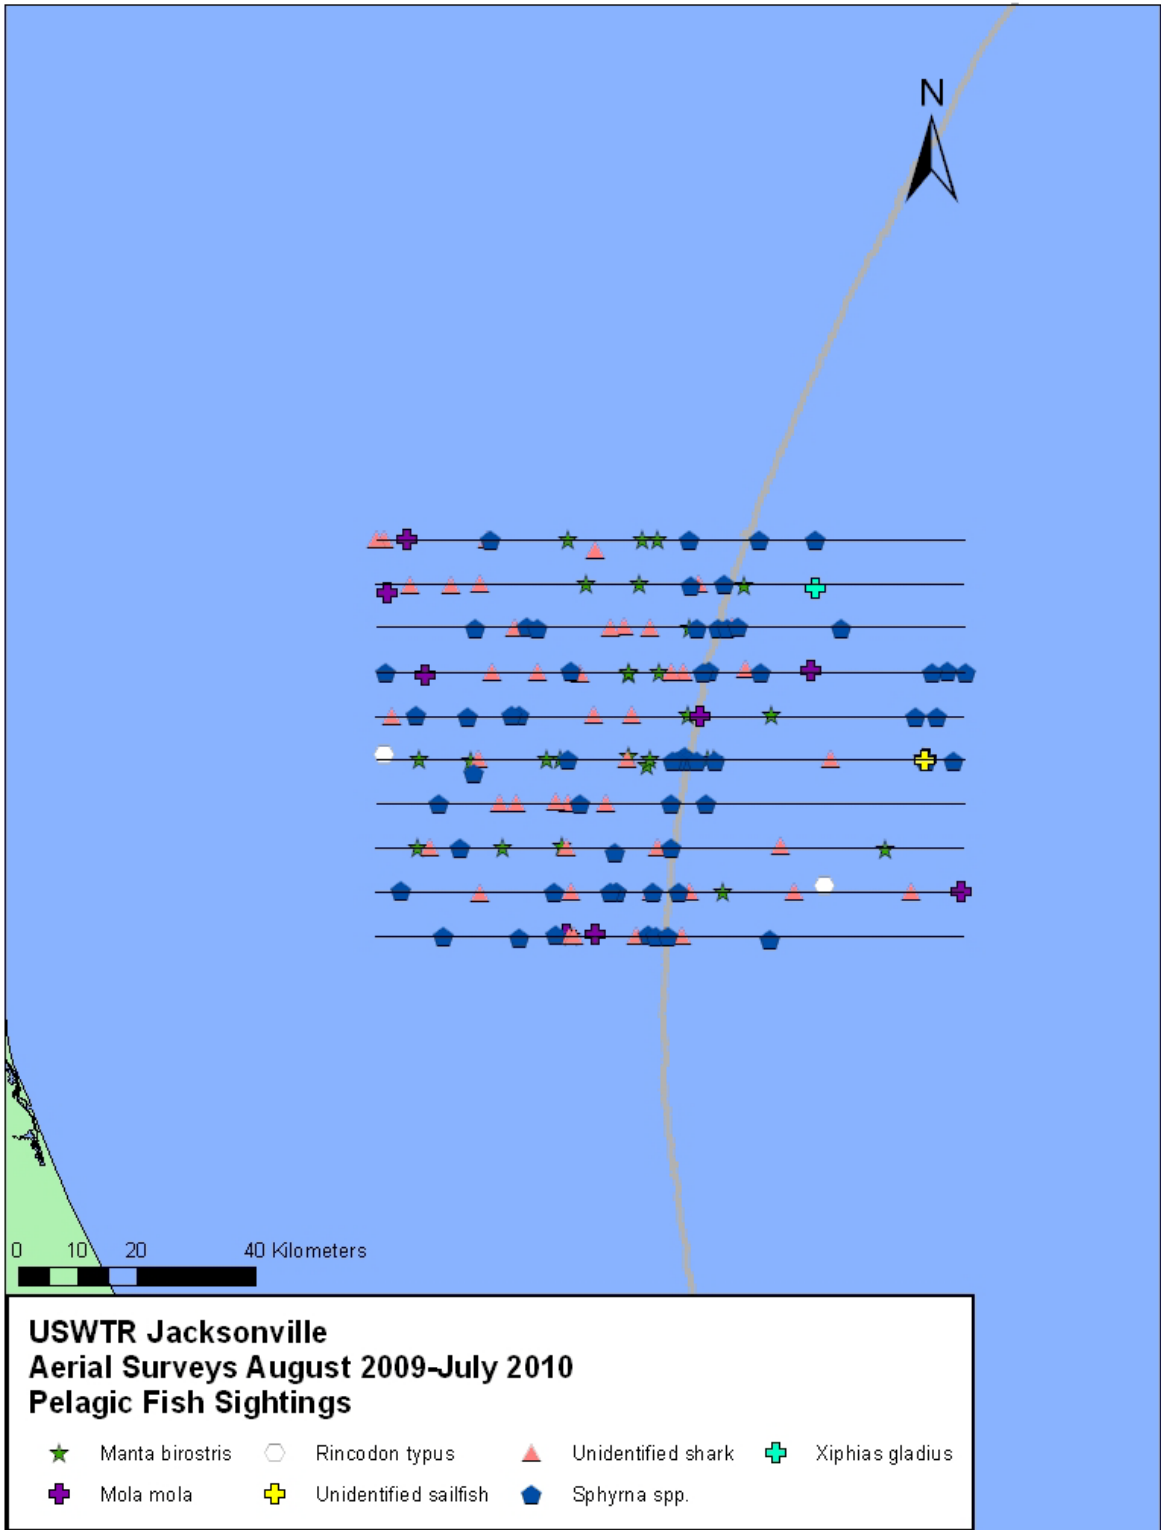 N
0 10 20 40 Kilometers
USWTR Jacksonville
Aerial Surveys August 2009-July 2010
Pelagic Fish Sightings
Manta birostris Rincodon typus Unidentified shark Xiphias gladius
Mola mola Unidentified sailfish Sphyrna spp.